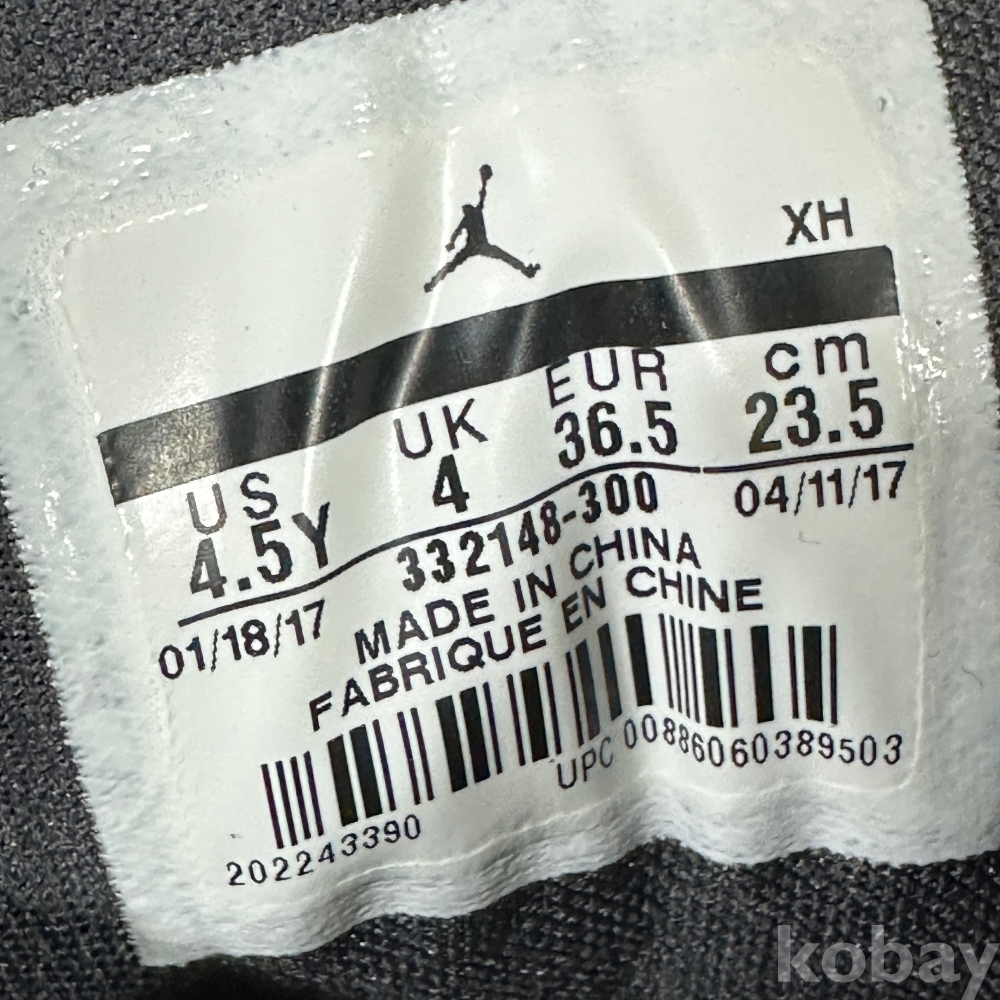 XH
US UK EUR cm
4.5Y 4 36.5 23.5
01/18/17 332148-300 04/11/17
MADE IN CHINA
FABRIQUE EN CHINE
UPC 00886060389503
202243390
kobay